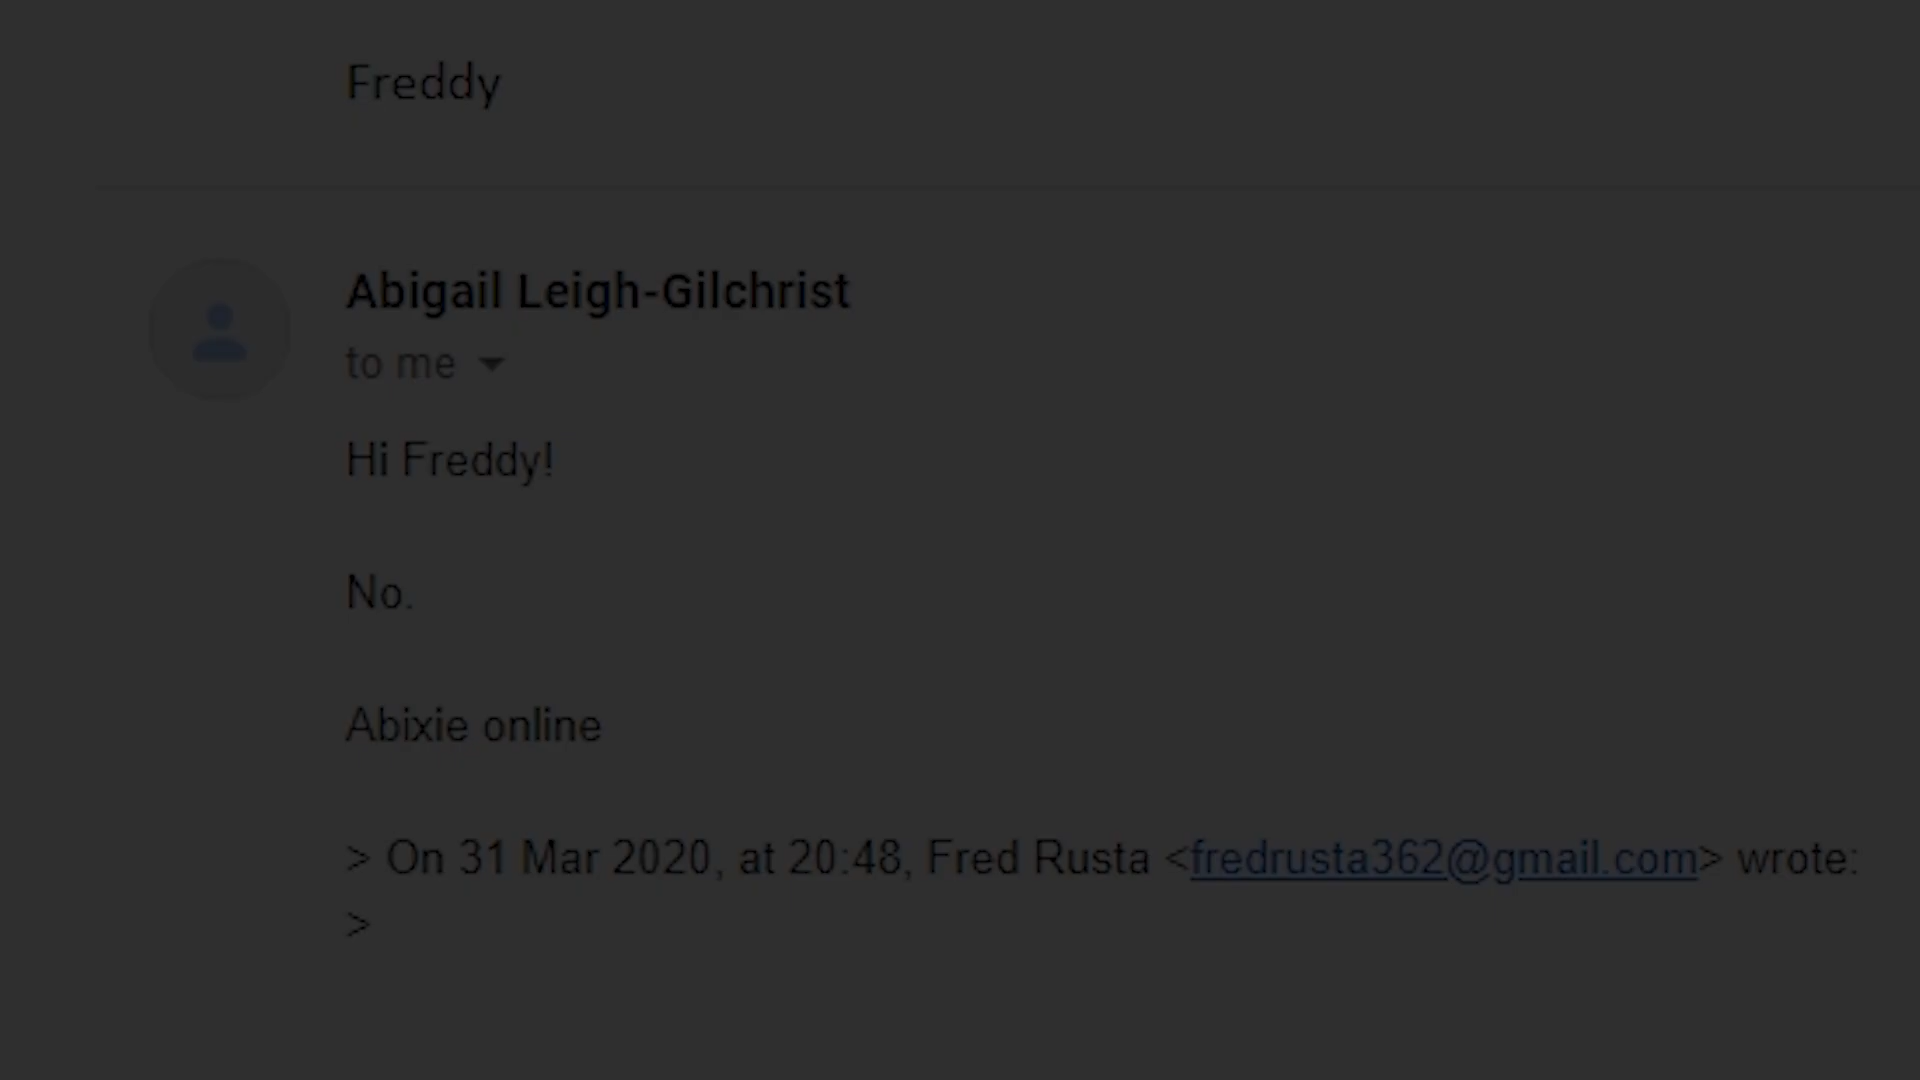 Freddy
Abigail Leigh-Gilchrist
to me
Hi Freddy!
No.
Abixie online
> On 31 Mar 2020, at 20:48, Fred Rusta <fredrusta362@gmail.com> wrote:
>